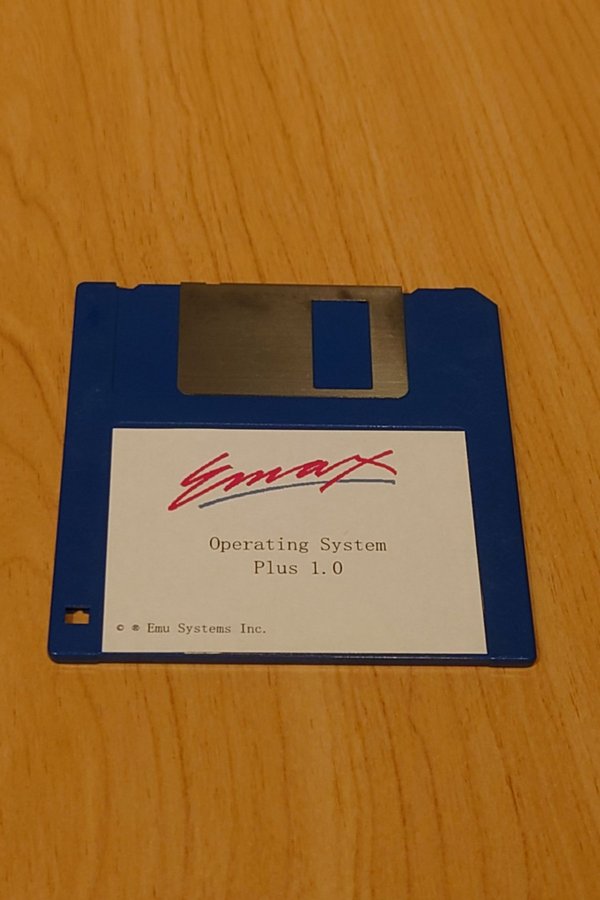 Emax
Operating System
Plus 1.0
© ® Emu Systems Inc.